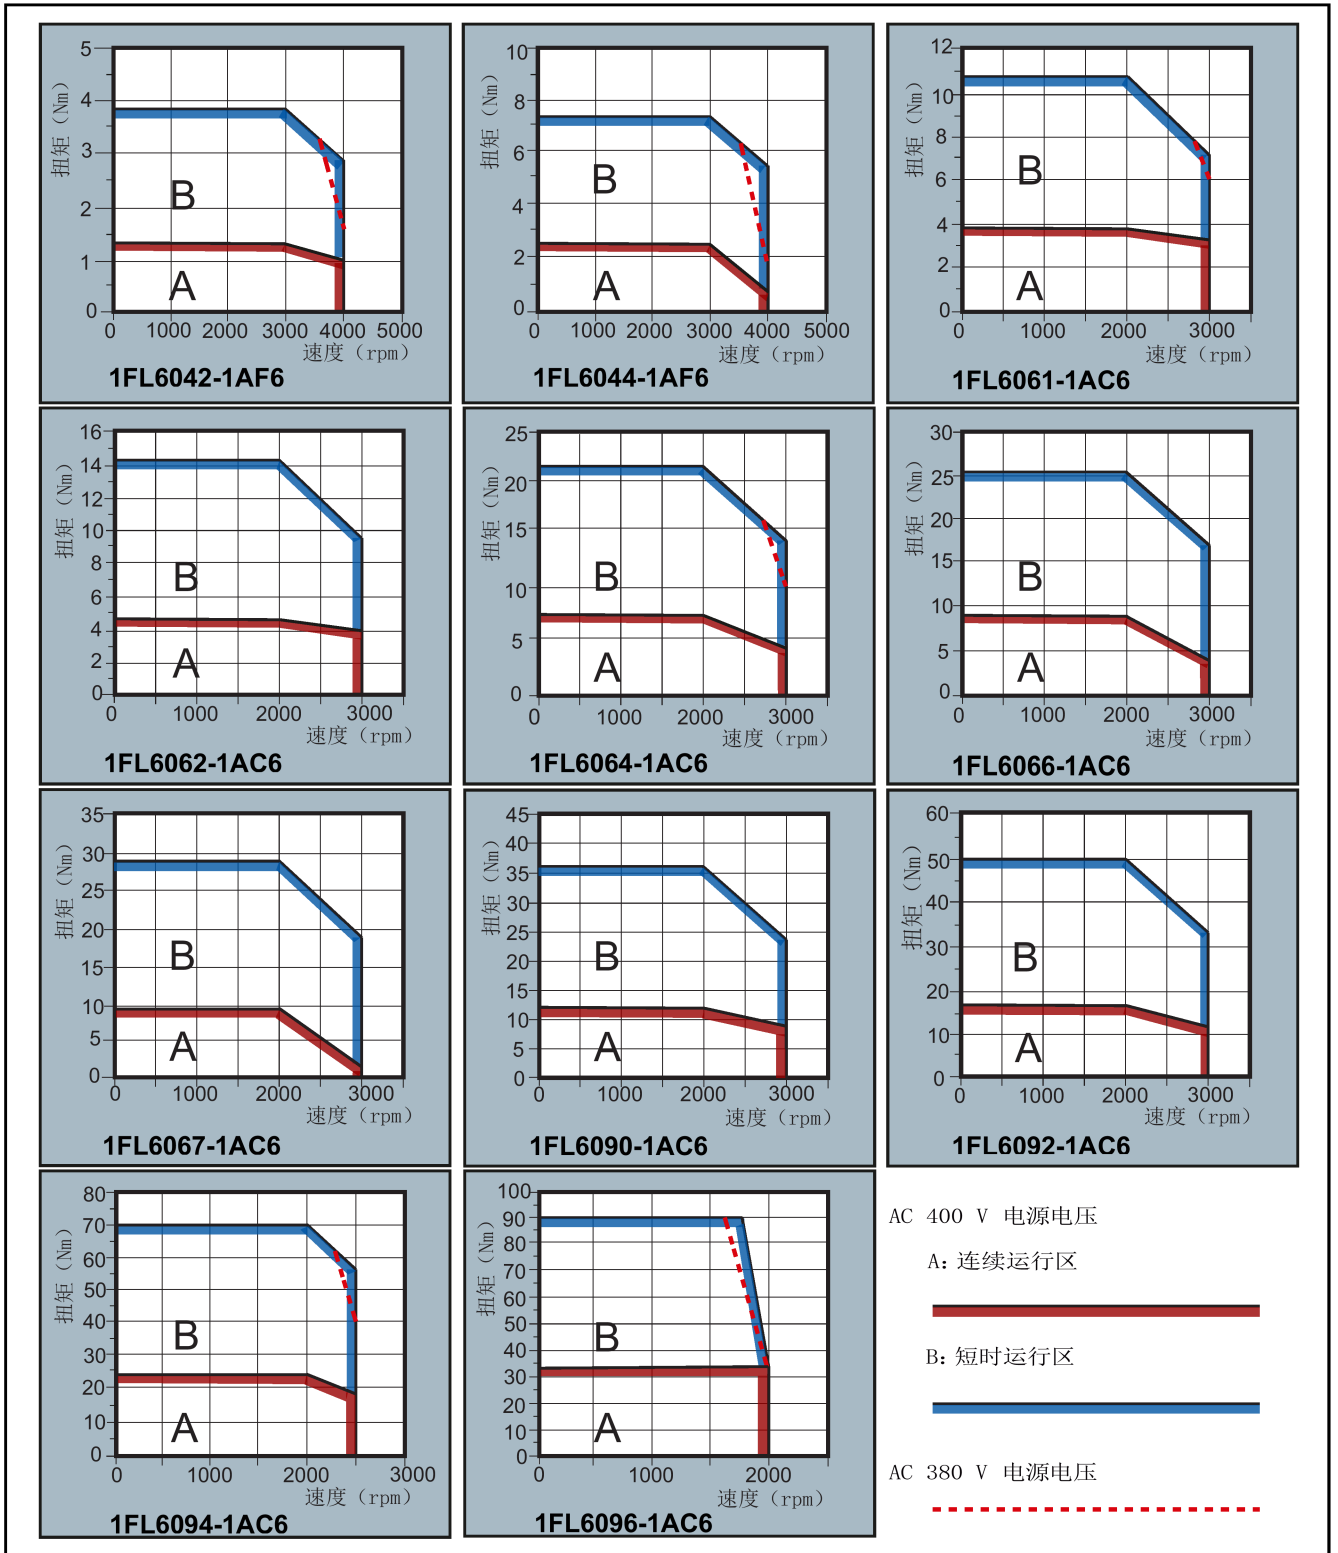 5
4
3
2
1
0
扭矩（Nm）
B
A
0 1000 2000 3000 4000 5000
速度（rpm）
1FL6042-1AF6
10
8
6
4
2
0
扭矩（Nm）
B
A
0 1000 2000 3000 4000 5000
速度（rpm）
1FL6044-1AF6
12
10
8
6
4
2
0
扭矩（Nm）
B
A
0 1000 2000 3000
速度（rpm）
1FL6061-1AC6
16
14
12
10
8
6
4
2
0
扭矩（Nm）
B
A
0 1000 2000 3000
速度（rpm）
1FL6062-1AC6
25
20
15
10
5
0
扭矩（Nm）
B
A
0 1000 2000 3000
速度（rpm）
1FL6064-1AC6
30
25
20
15
10
5
0
扭矩（Nm）
B
A
0 1000 2000 3000
速度（rpm）
1FL6066-1AC6
35
30
25
20
15
10
5
0
扭矩（Nm）
B
A
0 1000 2000 3000
速度（rpm）
1FL6067-1AC6
45
40
35
30
25
20
15
10
5
0
扭矩（Nm）
B
A
0 1000 2000 3000
速度（rpm）
1FL6090-1AC6
60
50
40
30
20
10
0
扭矩（Nm）
B
A
0 1000 2000 3000
速度（rpm）
1FL6092-1AC6
80
70
60
50
40
30
20
10
0
扭矩（Nm）
B
A
0 1000 2000 3000
速度（rpm）
1FL6094-1AC6
100
90
80
70
60
50
40
30
20
10
0
扭矩（Nm）
B
A
0 1000 2000
速度（rpm）
1FL6096-1AC6
AC 400 V 电源电压
A: 连续运行区
B: 短时运行区
AC 380 V 电源电压